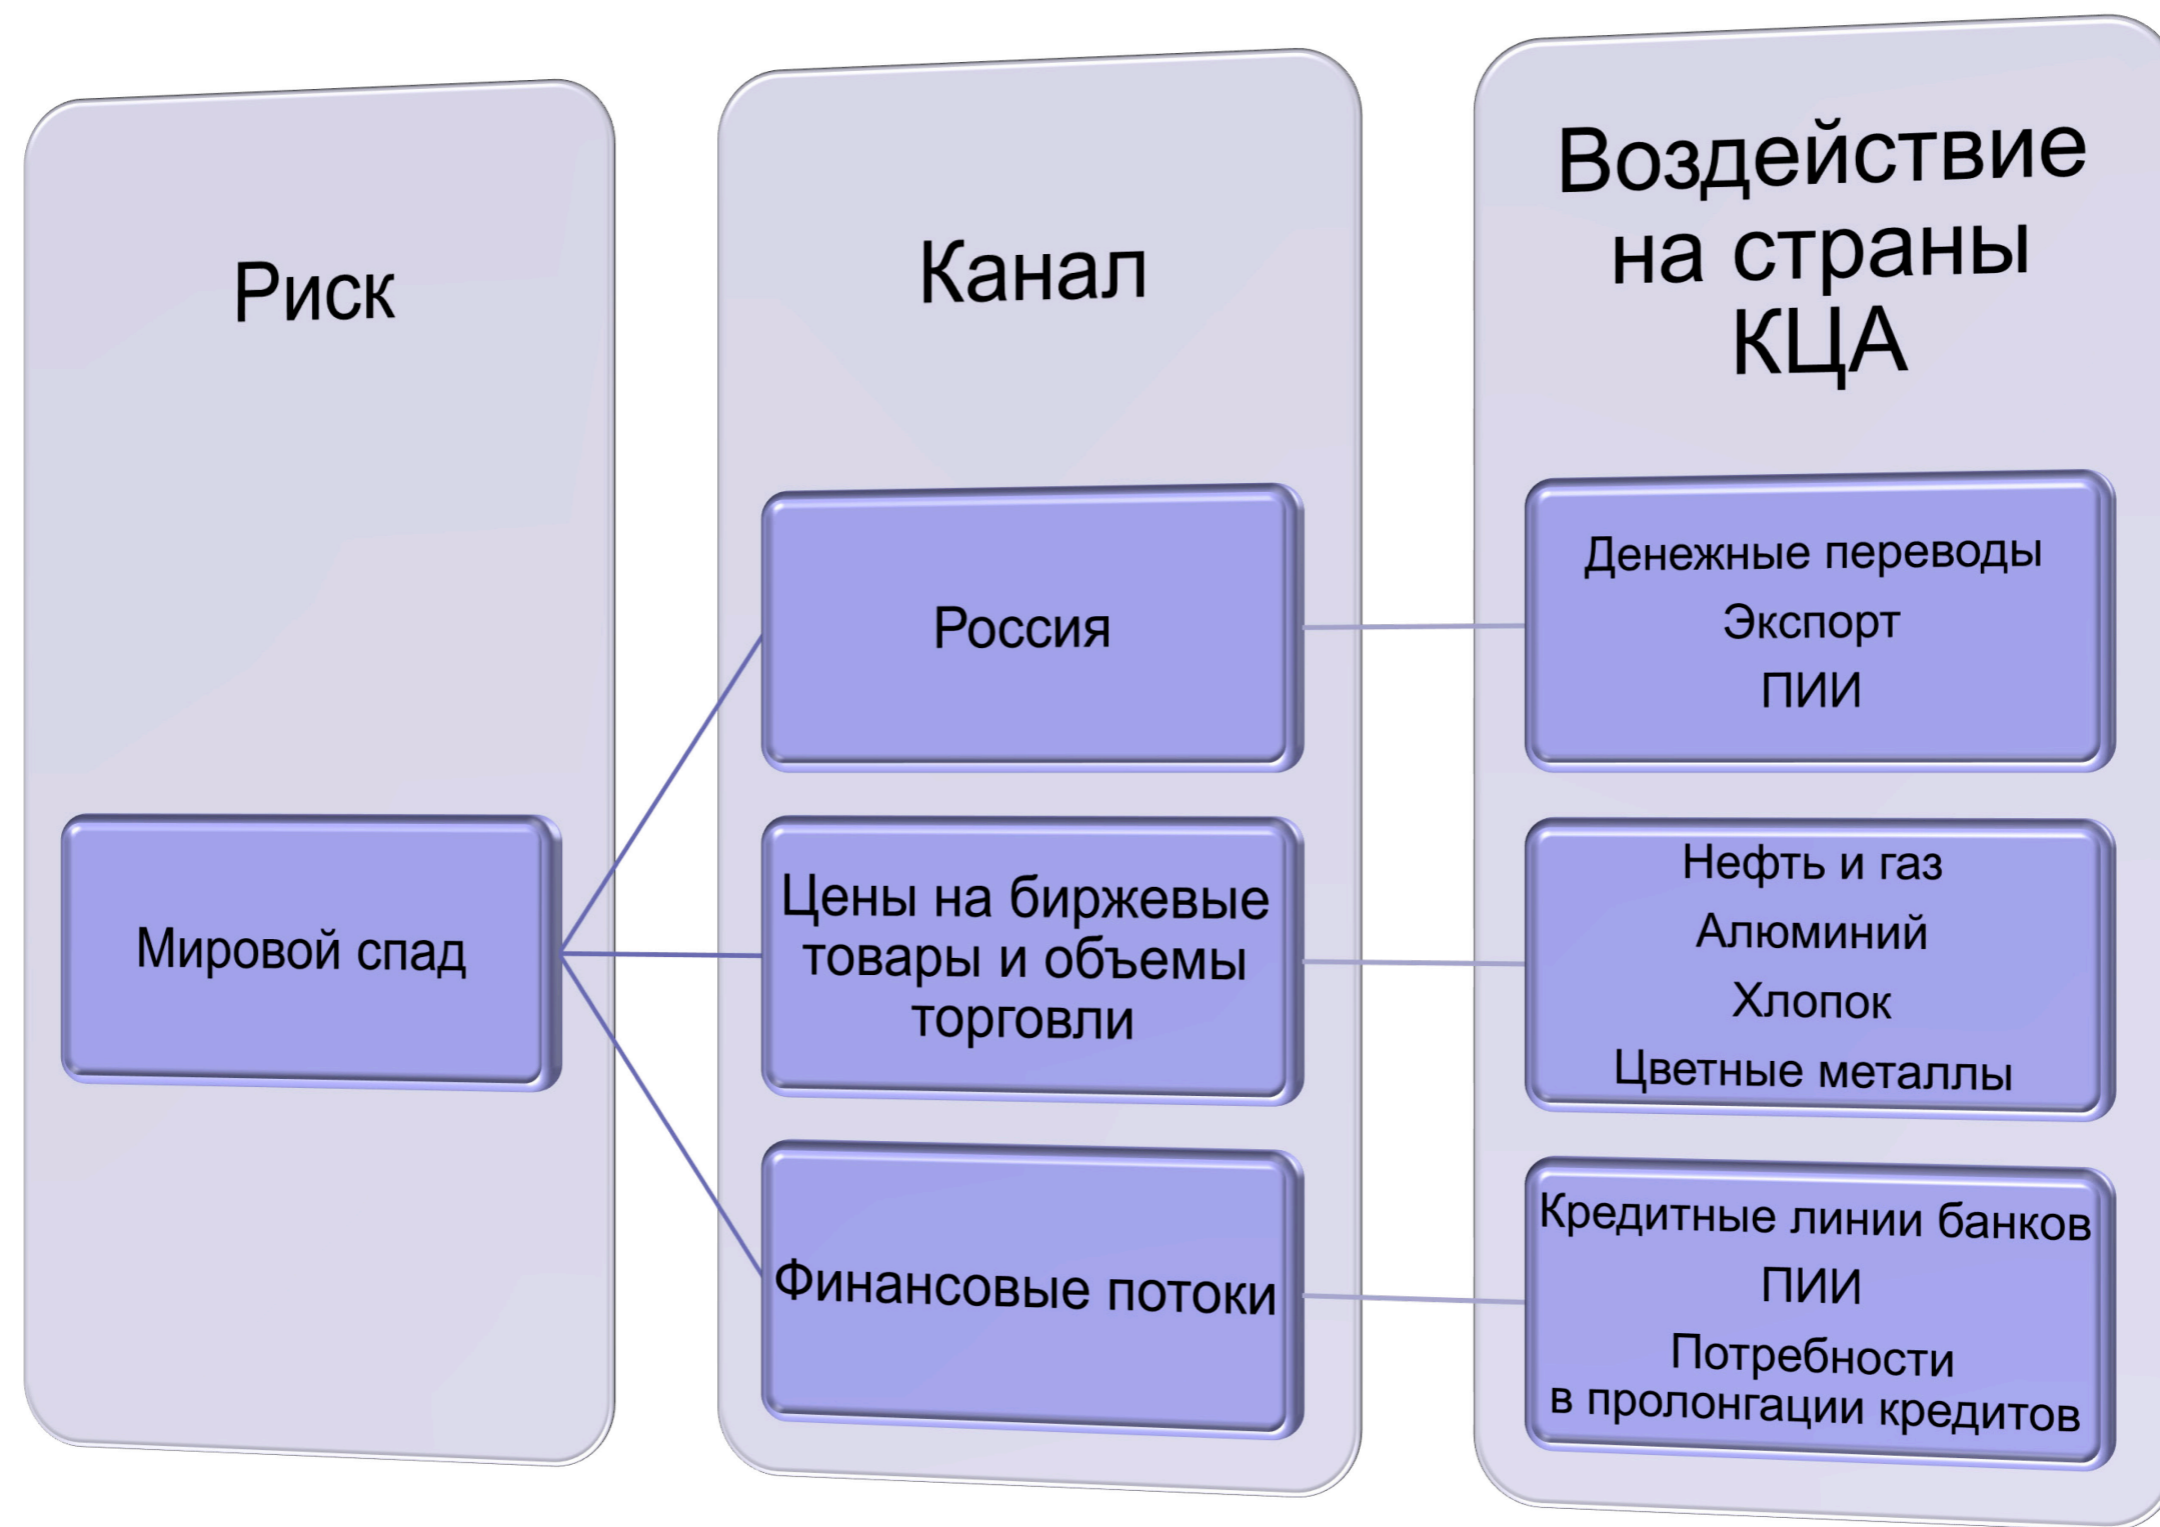 Риск
Канал
Воздействие
на страны
КЦА
Мировой спад
Россия
Цены на биржевые
товары и объемы
торговли
Финансовые потоки
Денежные переводы
Экспорт
ПИИ
Нефть и газ
Алюминий
Хлопок
Цветные металлы
Кредитные линии банков
ПИИ
Потребности
в пролонгации кредитов